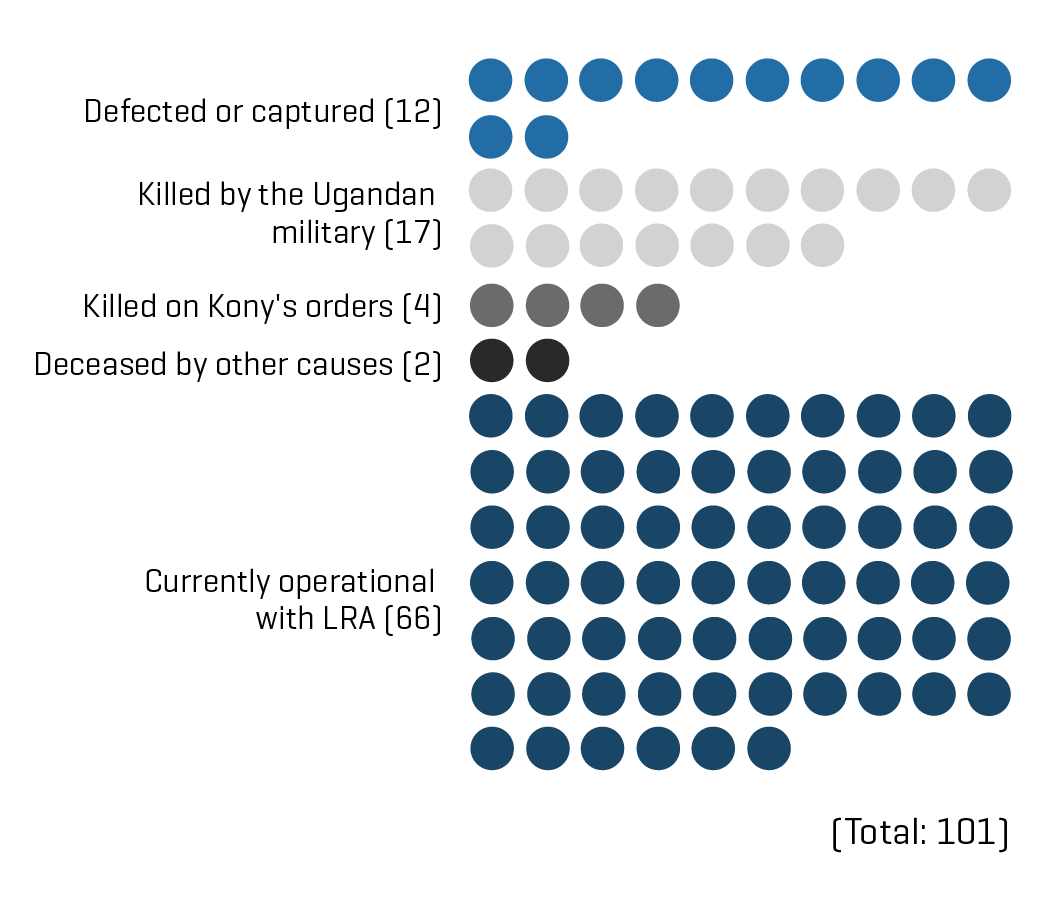 Defected or captured (12)
Killed by the Ugandan
military (17)
Killed on Kony's orders (4)
Deceased by other causes (2)
Currently operational
with LRA (66)
(Total: 101)